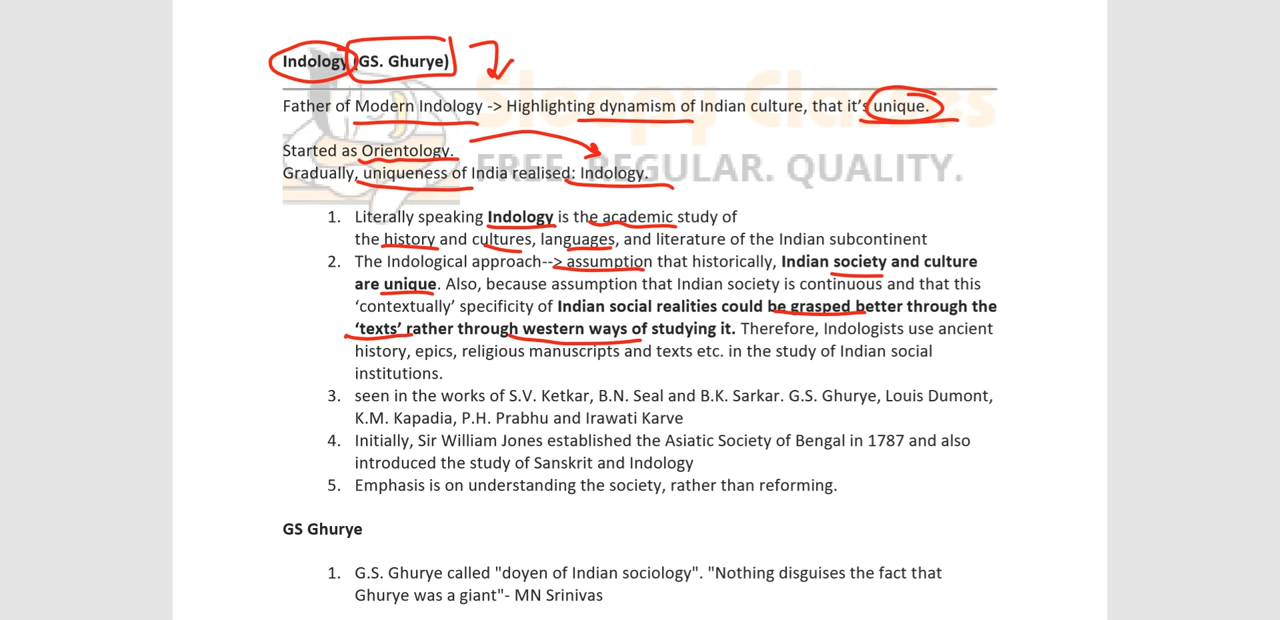 Indology (GS. Ghurye)
Sleepy Classes
Father of Modern Indology -> Highlighting dynamism of Indian culture, that it's unique.
Started as Orientology.
FREE. REGULAR. QUALITY.
Gradually, uniqueness of India realised: Indology.
1. Literally speaking Indology is the academic study of
the history and cultures, languages, and literature of the Indian subcontinent
2. The Indological approach--> assumption that historically, Indian society and culture
are unique. Also, because assumption that Indian society is continuous and that this
‘contextually’ specificity of Indian social realities could be grasped better through the
‘texts’ rather through western ways of studying it. Therefore, Indologists use ancient
history, epics, religious manuscripts and texts etc. in the study of Indian social
institutions.
3. seen in the works of S.V. Ketkar, B.N. Seal and B.K. Sarkar. G.S. Ghurye, Louis Dumont,
K.M. Kapadia, P.H. Prabhu and Irawati Karve
4. Initially, Sir William Jones established the Asiatic Society of Bengal in 1787 and also
introduced the study of Sanskrit and Indology
5. Emphasis is on understanding the society, rather than reforming.
GS Ghurye
1. G.S. Ghurye called "doyen of Indian sociology". "Nothing disguises the fact that
Ghurye was a giant"- MN Srinivas